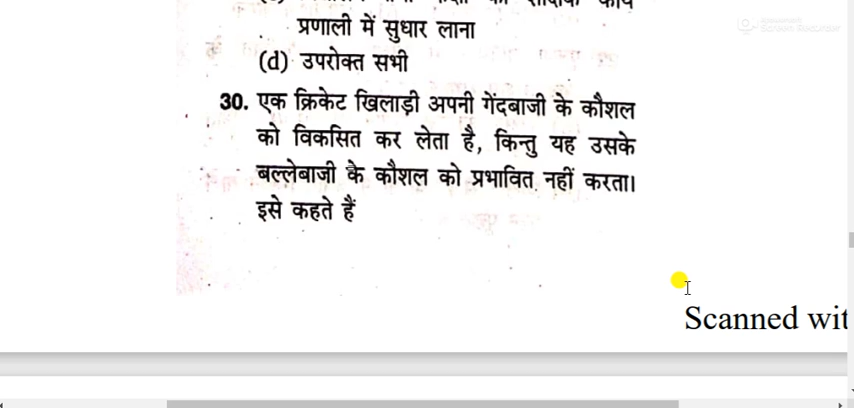 प्रणाली में सुधार लाना
(d) उपरोक्त सभी
30. एक क्रिकेट खिलाड़ी अपनी गेंदबाजी के कौशल
को विकसित कर लेता है, किन्तु यह उसके
बल्लेबाजी के कौशल को प्रभावित नहीं करता।
इसे कहते हैं
Scanned wit